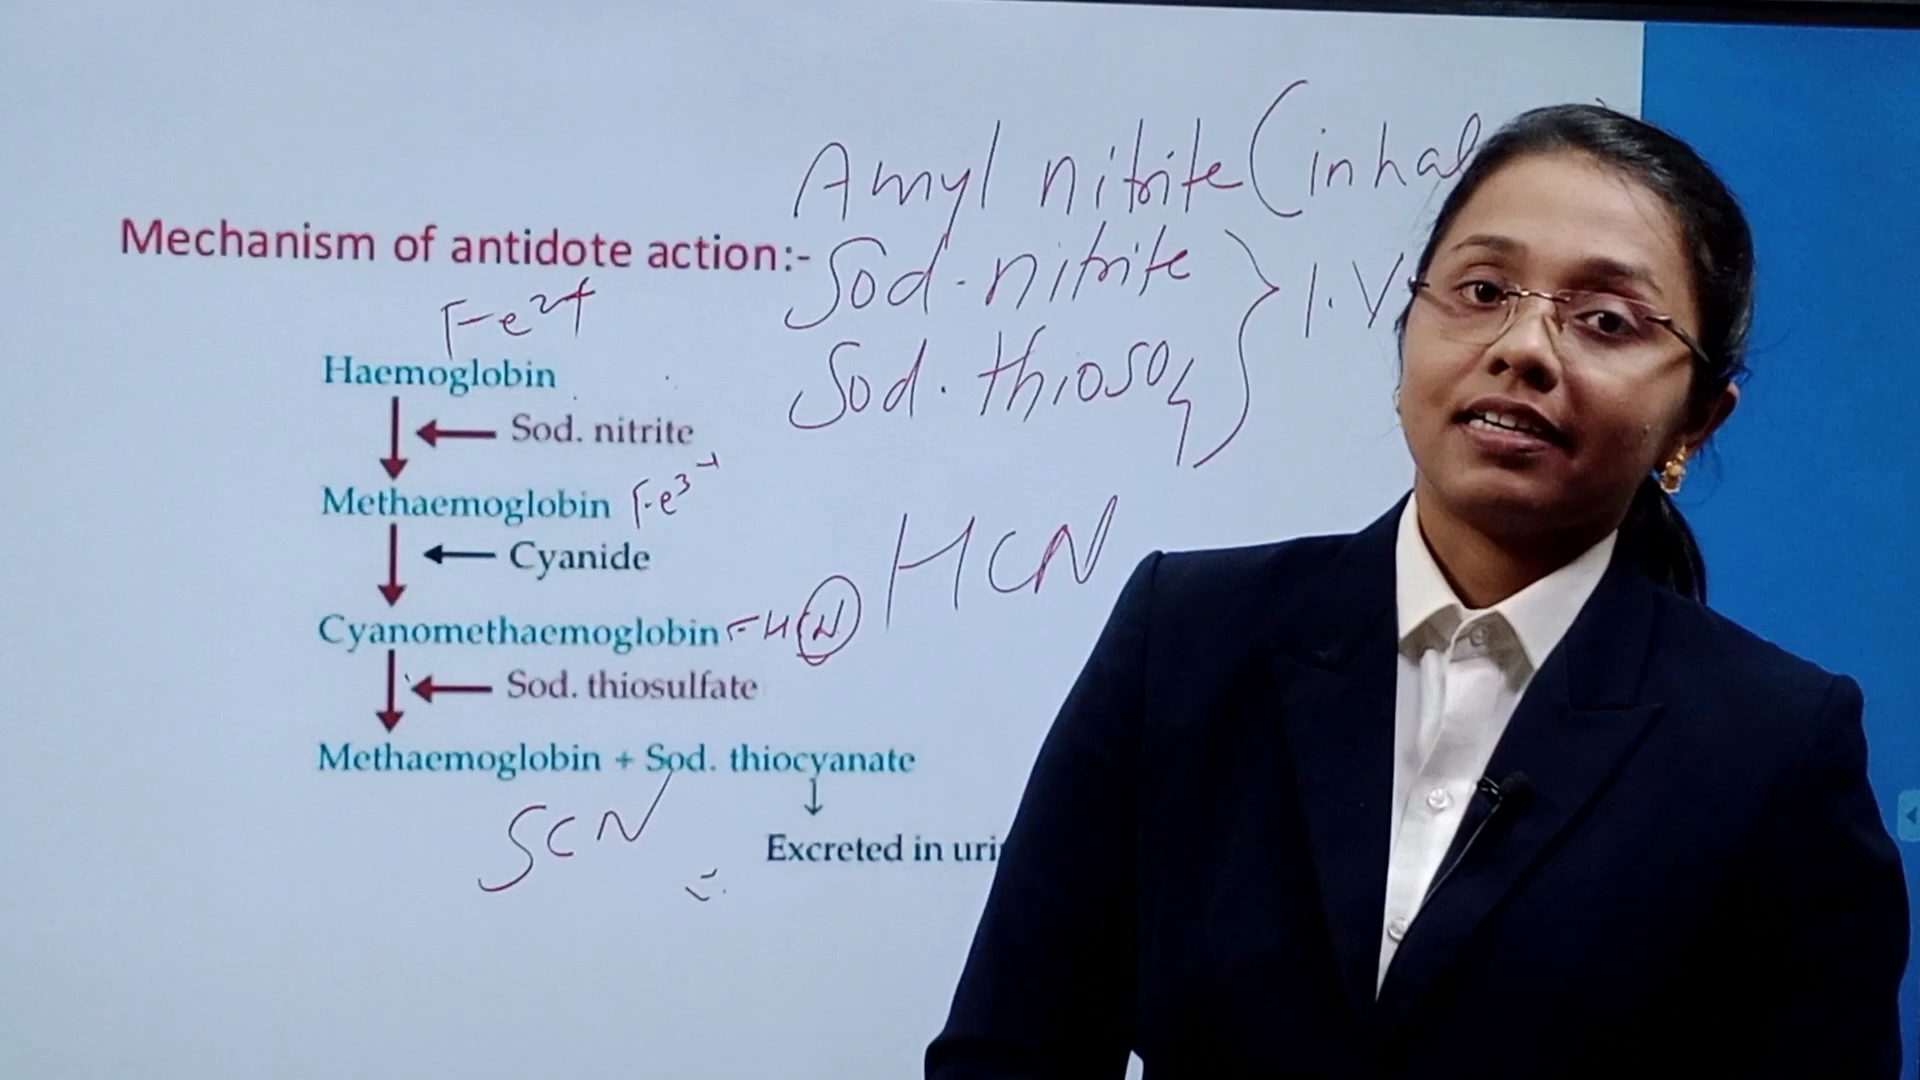 Amyl nitrite (inhal
Mechanism of antidote action:-
Sod. nitrite } I.V
Sod. thioso4
Fe2+
Haemoglobin
Sod. nitrite
Methaemoglobin Fe3+
Cyanide
HCN
Cyanomethaemoglobin
Sod. thiosulfate
Methaemoglobin + Sod. thiocyanate
SCN
Excreted in uri